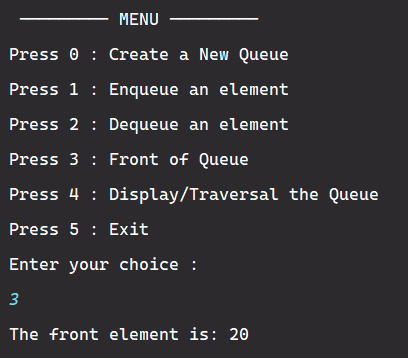 ───────── MENU ─────────
Press 0 : Create a New Queue
Press 1 : Enqueue an element
Press 2 : Dequeue an element
Press 3 : Front of Queue
Press 4 : Display/Traversal the Queue
Press 5 : Exit
Enter your choice :
3
The front element is: 20